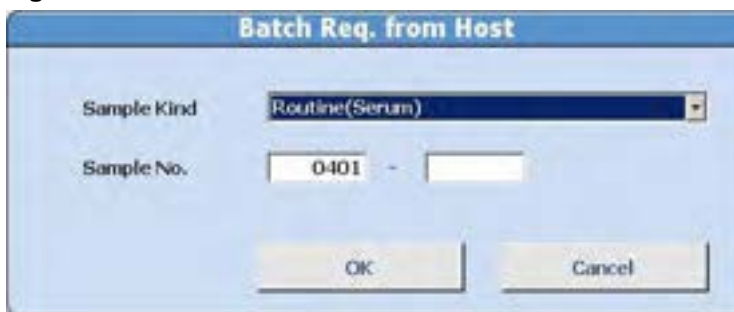 Batch Req. from Host
Sample Kind Routine(Serum)
Sample No. 0401 -
OK Cancel